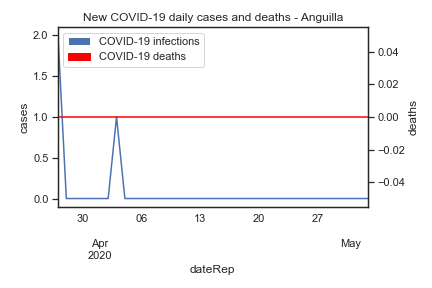 New COVID-19 daily cases and deaths - Anguilla
COVID-19 infections
COVID-19 deaths
2.0
1.5
1.0
0.5
0.0
cases
0.04
0.02
0.00
−0.02
−0.04
deaths
30 06 13 20 27
Apr May
2020
dateRep